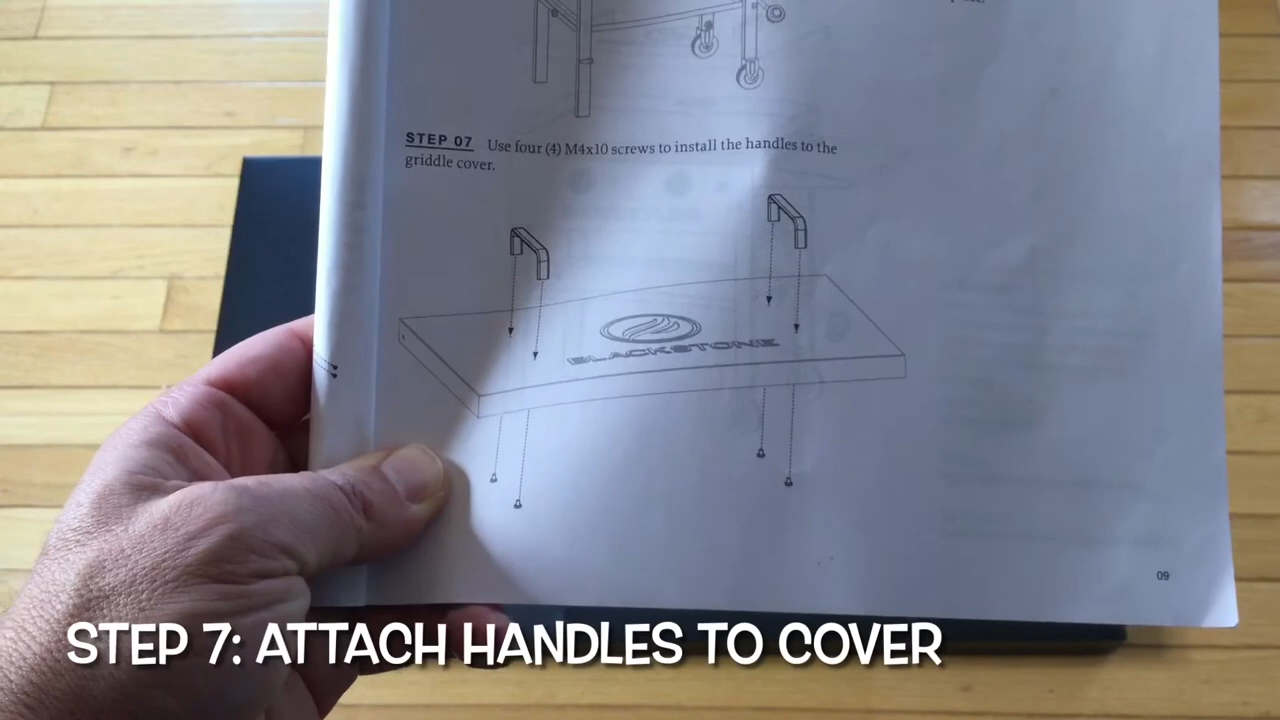 STEP 07 Use four (4) M4x10 screws to install the handles to the
griddle cover.
BLACKSTONE
09
STEP 7: ATTACH HANDLES TO COVER